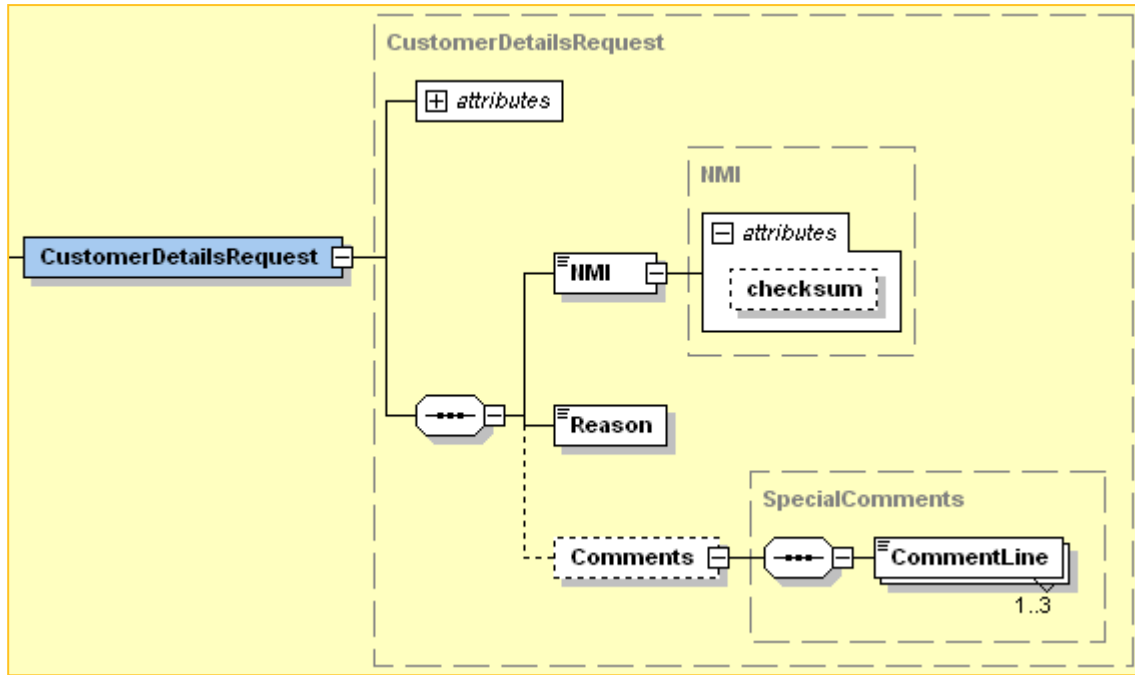 CustomerDetailsRequest
attributes
NMI
attributes
CustomerDetailsRequest
NMI
checksum
Reason
SpecialComments
Comments
CommentLine
1..3